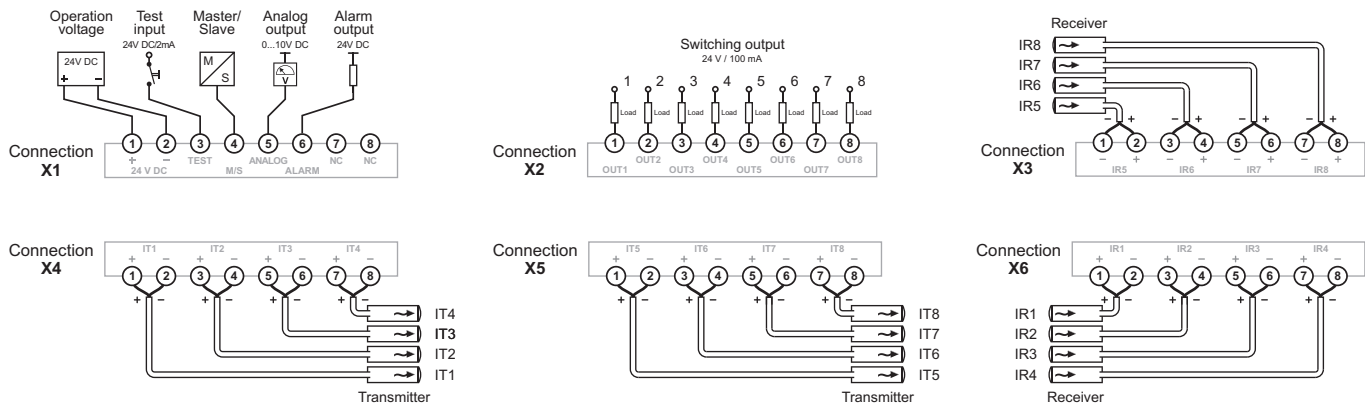 Operation voltage
Test input
24V DC/2mA
Master/ Slave
Analog output
0...10V DC
Alarm output
24V DC
24V DC
+ −
M
S
V
Connection X1
1 2 3 4 5 6 7 8
+ − TEST ANALOG NC NC
24 V DC M/S ALARM
Switching output
24 V / 100 mA
1 2 3 4 5 6 7 8
Load Load Load Load Load Load Load Load
Connection X2
1 2 3 4 5 6 7 8
OUT2 OUT4 OUT6 OUT8
OUT1 OUT3 OUT5 OUT7
Receiver
IR8
IR7
IR6
IR5
− + − + − + − +
Connection X3
1 2 3 4 5 6 7 8
− + − + − + − +
IR5 IR6 IR7 IR8
Connection X4
IT1 IT2 IT3 IT4
+ − + − + − + −
1 2 3 4 5 6 7 8
+ − + − + − + −
IT4
IT3
IT2
IT1
Transmitter
Connection X5
IT5 IT6 IT7 IT8
+ − + − + − + −
1 2 3 4 5 6 7 8
+ − + − + − + −
IT8
IT7
IT6
IT5
Transmitter
Connection X6
IR1 IR2 IR3 IR4
+ − + − + − + −
1 2 3 4 5 6 7 8
+ − + − + − + −
IR1
IR2
IR3
IR4
Receiver